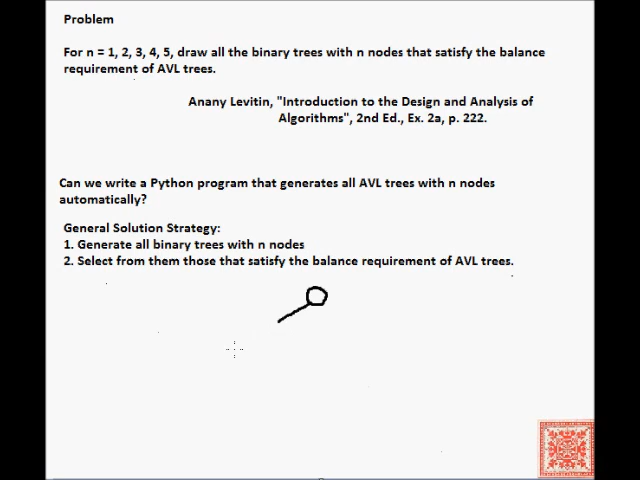 Problem
For n = 1, 2, 3, 4, 5, draw all the binary trees with n nodes that satisfy the balance
requirement of AVL trees.
Anany Levitin, "Introduction to the Design and Analysis of
Algorithms", 2nd Ed., Ex. 2a, p. 222.
Can we write a Python program that generates all AVL trees with n nodes
automatically?
General Solution Strategy:
1. Generate all binary trees with n nodes
2. Select from them those that satisfy the balance requirement of AVL trees.